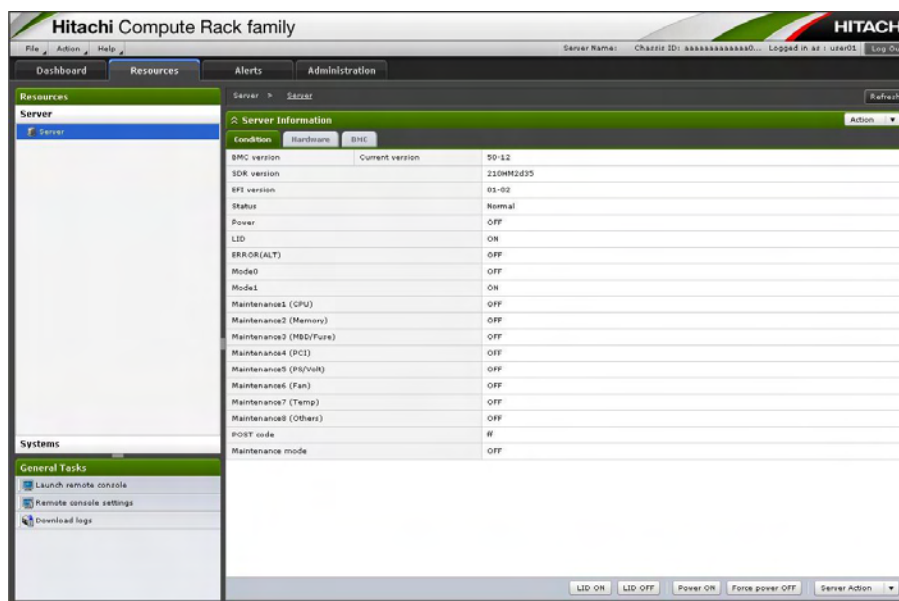 Hitachi Compute Rack family
HITACHI
File Action Help
Server Name: Chassis ID: aaaaaaaaaaaaa0... Logged in as : user01 Log Ou
Dashboard Resources Alerts Administration
Resources
Server > Server
Refresh
Server
Server
Server Information
Action
Condition Hardware BMC
BMC version Current version 50-12
SDR version 210HM2d35
EFI version 01-02
Status Normal
Power OFF
LID ON
ERROR(ALT) OFF
Mode0 OFF
Mode1 ON
Maintenance1 (CPU) OFF
Maintenance2 (Memory) OFF
Maintenance3 (MBD/Fuse) OFF
Maintenance4 (PCI) OFF
Maintenance5 (PS/Volt) OFF
Maintenance6 (Fan) OFF
Maintenance7 (Temp) OFF
Maintenance8 (Others) OFF
POST code ff
Maintenance mode OFF
Systems
General Tasks
Launch remote console
Remote console settings
Download logs
LID ON LID OFF Power ON Force power OFF Server Action